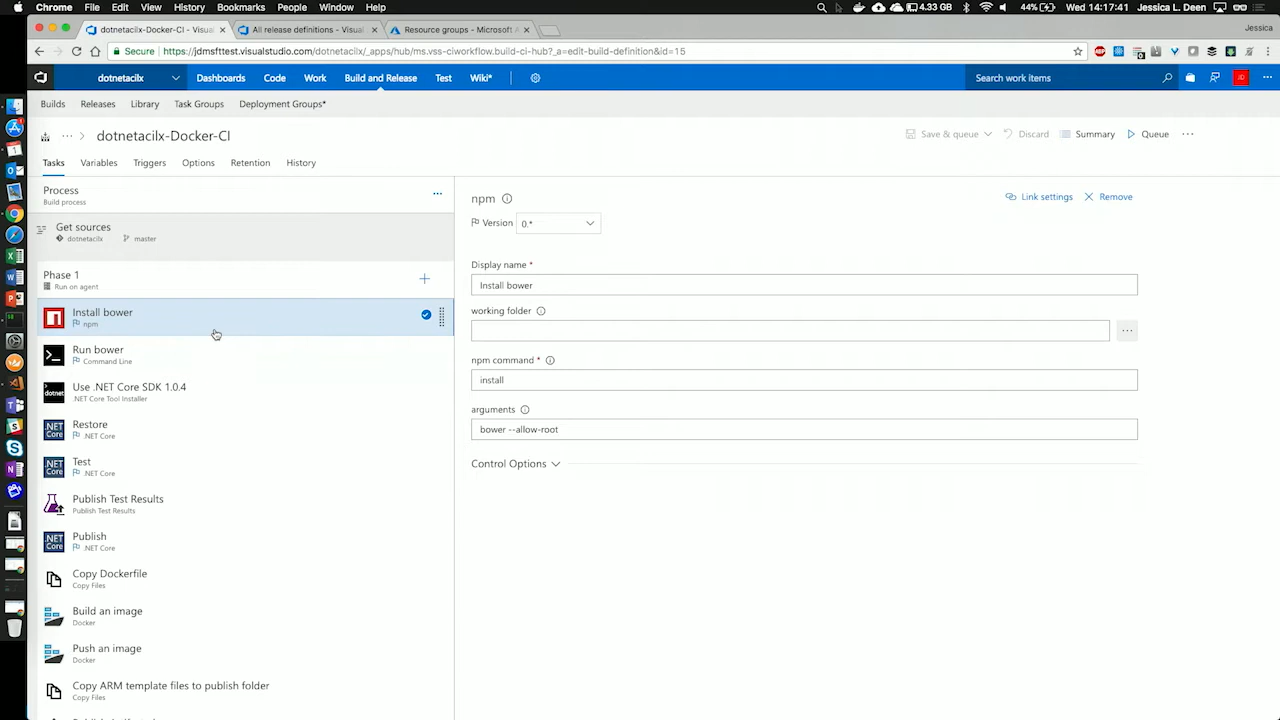 Chrome File Edit View History Bookmarks People Window Help 4.33 GB 44% Wed 14:17:41 Jessica L. Deen
dotnetacilx-Docker-CI - Visu All release definitions - Visual Resource groups - Microsoft A Jessica
Secure https://jdmsfttest.visualstudio.com/dotnetacilx/_apps/hub/ms.vss-ciworkflow.build-ci-hub?_a=edit-build-definition&id=15
dotnetacilx Dashboards Code Work Build and Release Test Wiki* Search work items JD
Builds Releases Library Task Groups Deployment Groups*
dotnetacilx-Docker-CI Save & queue Discard Summary Queue
Tasks Variables Triggers Options Retention History
Process
Build process
Get sources
dotnetacilx master
Phase 1
Run on agent
Install bower
npm
Run bower
Command Line
Use .NET Core SDK 1.0.4
.NET Core Tool Installer
Restore
.NET Core
Test
.NET Core
Publish Test Results
Publish Test Results
Publish
.NET Core
Copy Dockerfile
Copy Files
Build an image
Docker
Push an image
Docker
Copy ARM template files to publish folder
Copy Files
npm Link settings Remove
Version 0.*
Display name *
Install bower
working folder
npm command *
install
arguments
bower --allow-root
Control Options